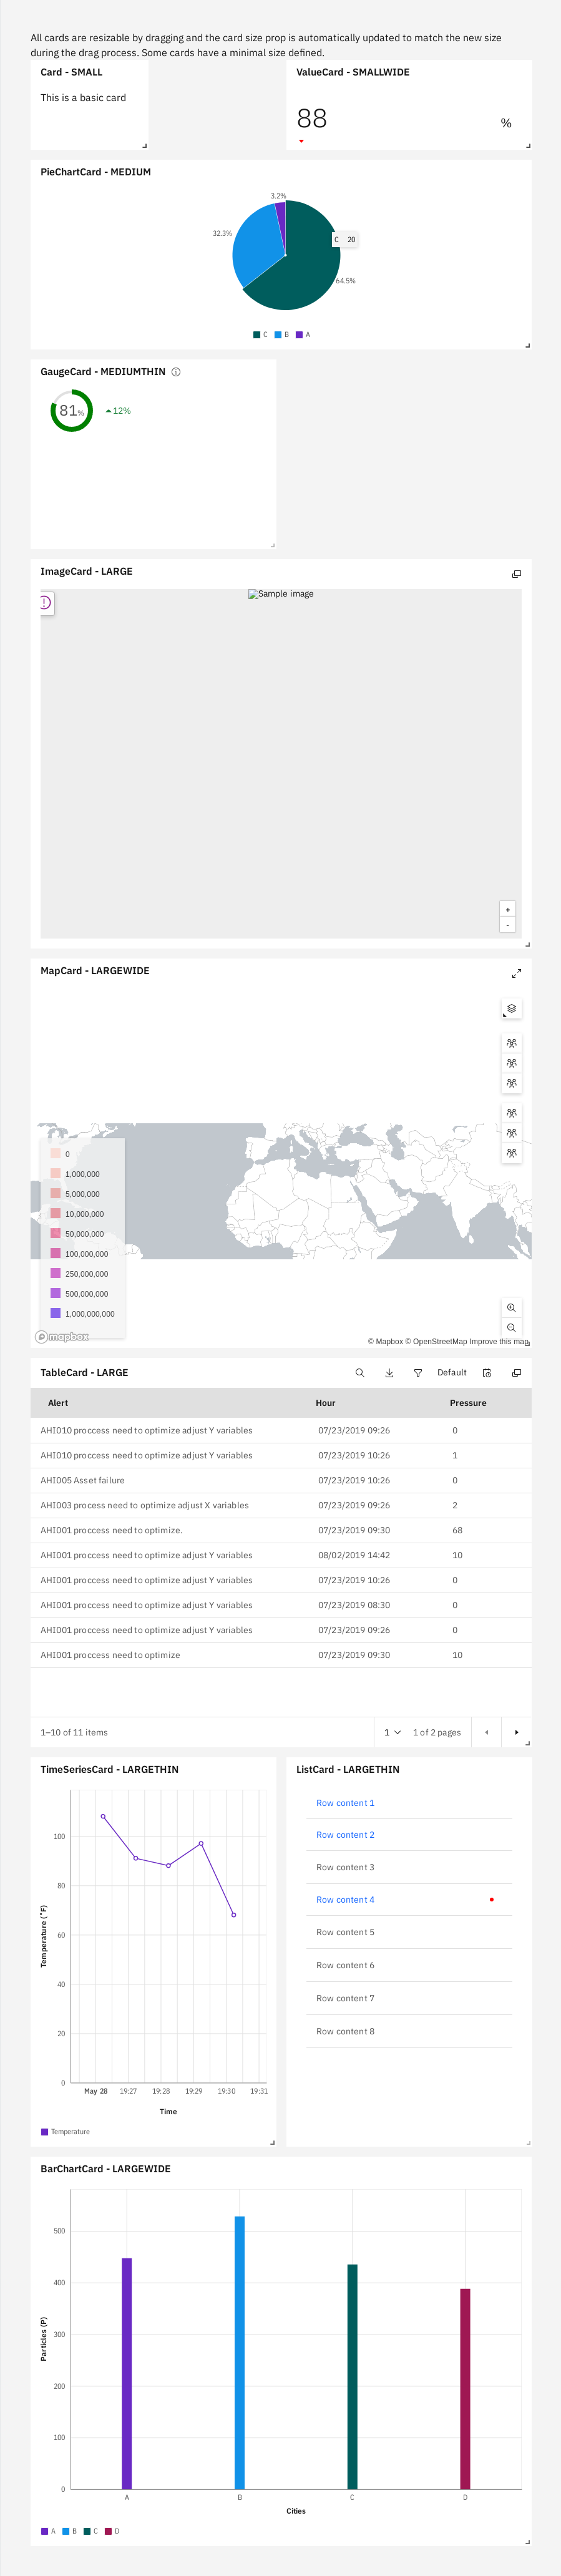 All cards are resizable by dragging and the card size prop is automatically updated to match the new size
during the drag process. Some cards have a minimal size defined.
Card - SMALL
This is a basic card
ValueCard - SMALLWIDE
88
%
PieChartCard - MEDIUM
3.2%
32.3%
C 20
64.5%
C B A
GaugeCard - MEDIUMTHIN
81%
12%
ImageCard - LARGE
Sample image
+
-
MapCard - LARGEWIDE
0
1,000,000
5,000,000
10,000,000
50,000,000
100,000,000
250,000,000
500,000,000
1,000,000,000
mapbox
© Mapbox © OpenStreetMap Improve this map
TableCard - LARGE
Default
Alert Hour Pressure
AHI010 proccess need to optimize adjust Y variables 07/23/2019 09:26 0
AHI010 proccess need to optimize adjust Y variables 07/23/2019 10:26 1
AHI005 Asset failure 07/23/2019 10:26 0
AHI003 process need to optimize adjust X variables 07/23/2019 09:26 2
AHI001 proccess need to optimize. 07/23/2019 09:30 68
AHI001 proccess need to optimize adjust Y variables 08/02/2019 14:42 10
AHI001 proccess need to optimize adjust Y variables 07/23/2019 10:26 0
AHI001 proccess need to optimize adjust Y variables 07/23/2019 08:30 0
AHI001 proccess need to optimize adjust Y variables 07/23/2019 09:26 0
AHI001 proccess need to optimize 07/23/2019 09:30 10
1–10 of 11 items
1
1 of 2 pages
TimeSeriesCard - LARGETHIN
100
80
60
40
20
0
Temperature (˚F)
May 28 19:27 19:28 19:29 19:30 19:31
Time
Temperature
ListCard - LARGETHIN
Row content 1
Row content 2
Row content 3
Row content 4
Row content 5
Row content 6
Row content 7
Row content 8
BarChartCard - LARGEWIDE
500
400
300
200
100
0
Particles (P)
A B C D
Cities
A B C D